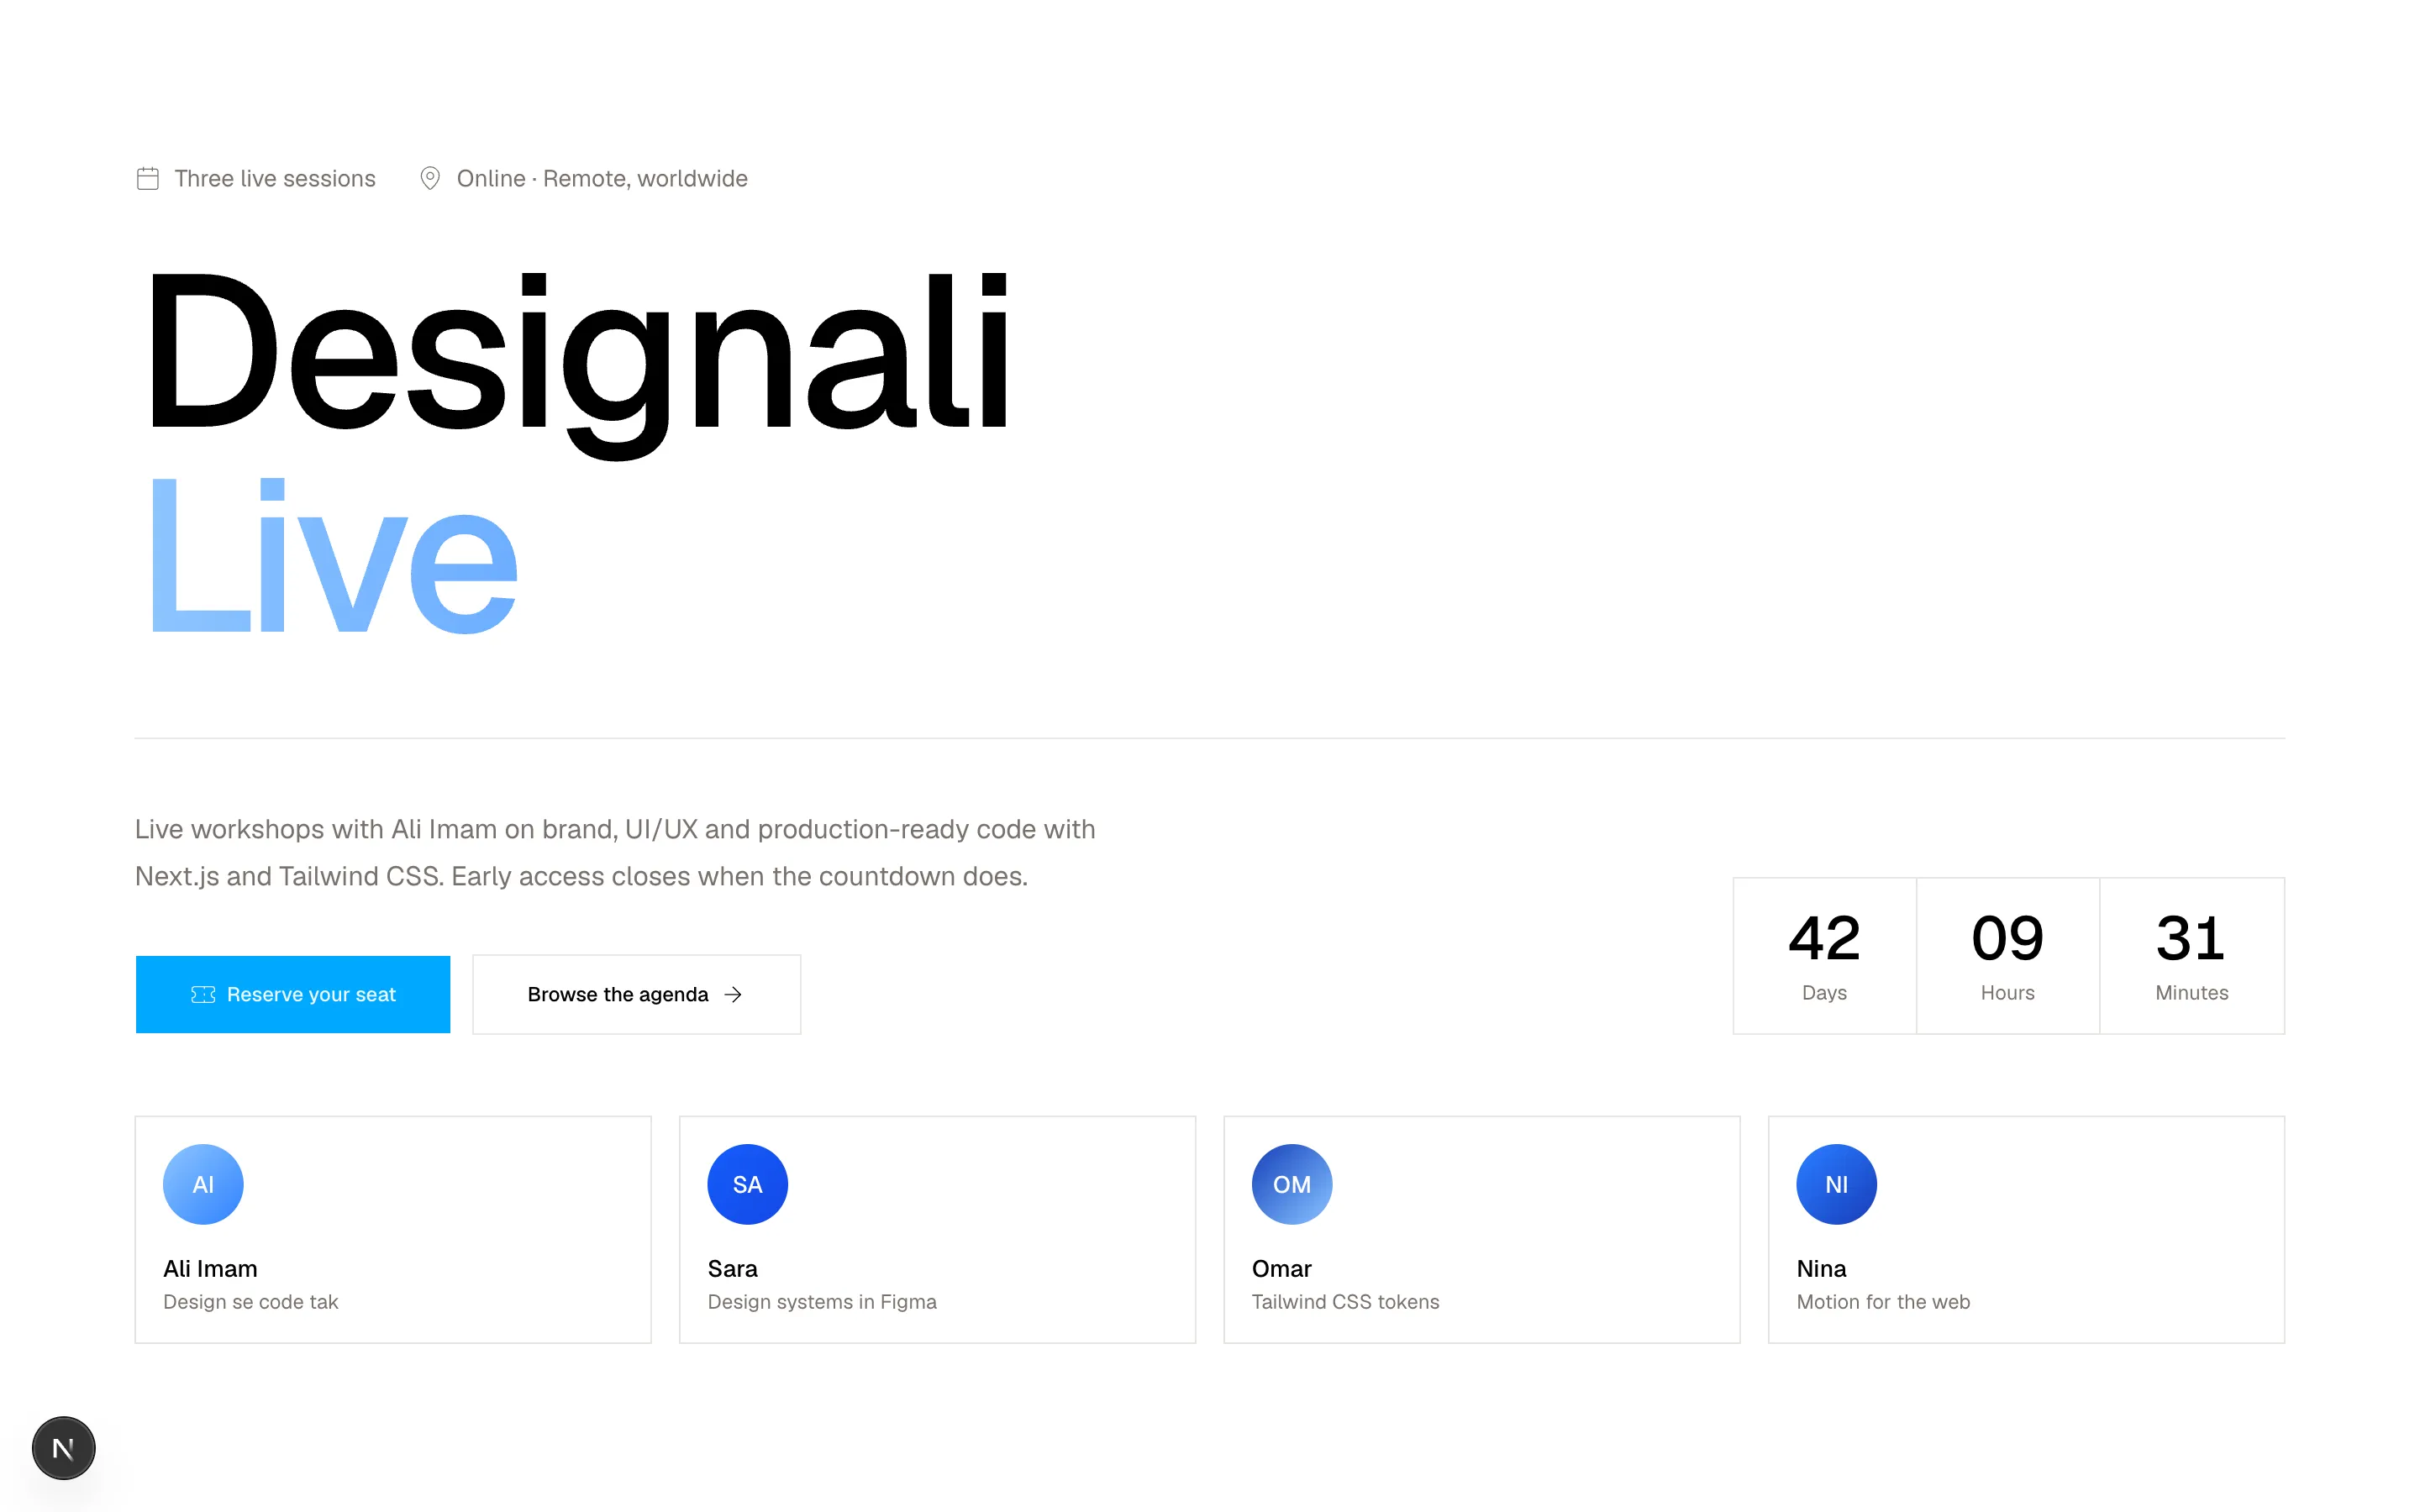 Three live sessions
Online · Remote, worldwide
Designali
Live
Live workshops with Ali Imam on brand, UI/UX and production-ready code with
Next.js and Tailwind CSS. Early access closes when the countdown does.
Reserve your seat
Browse the agenda
42
Days
09
Hours
31
Minutes
AI
Ali Imam
Design se code tak
SA
Sara
Design systems in Figma
OM
Omar
Tailwind CSS tokens
NI
Nina
Motion for the web
N